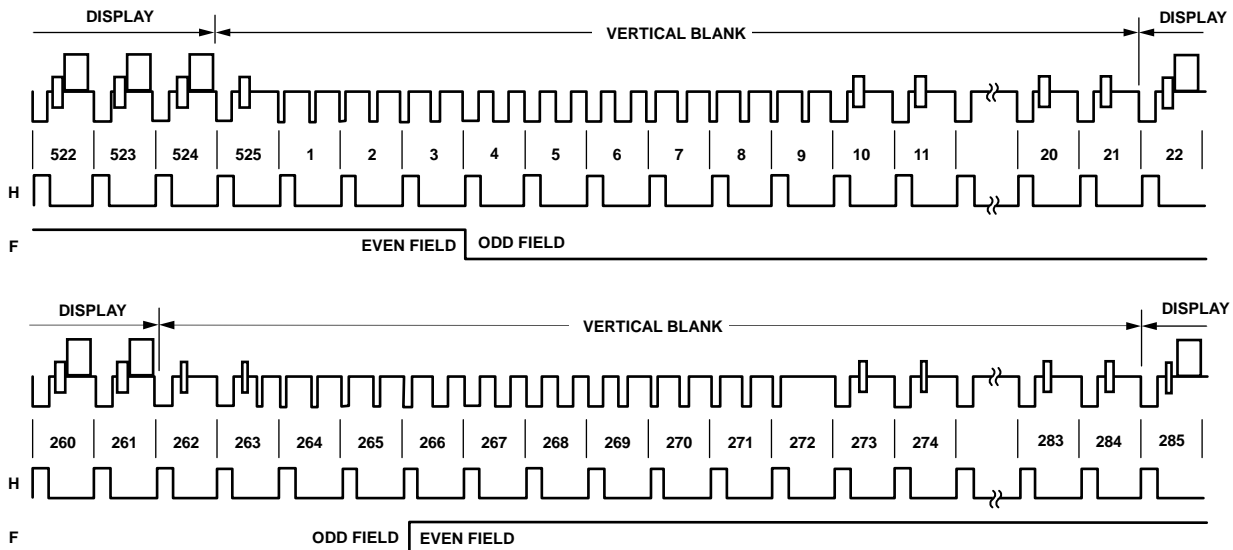 DISPLAY VERTICAL BLANK DISPLAY
522 523 524 525 1 2 3 4 5 6 7 8 9 10 11 20 21 22
H
F EVEN FIELD ODD FIELD
DISPLAY VERTICAL BLANK DISPLAY
260 261 262 263 264 265 266 267 268 269 270 271 272 273 274 283 284 285
H
F ODD FIELD EVEN FIELD